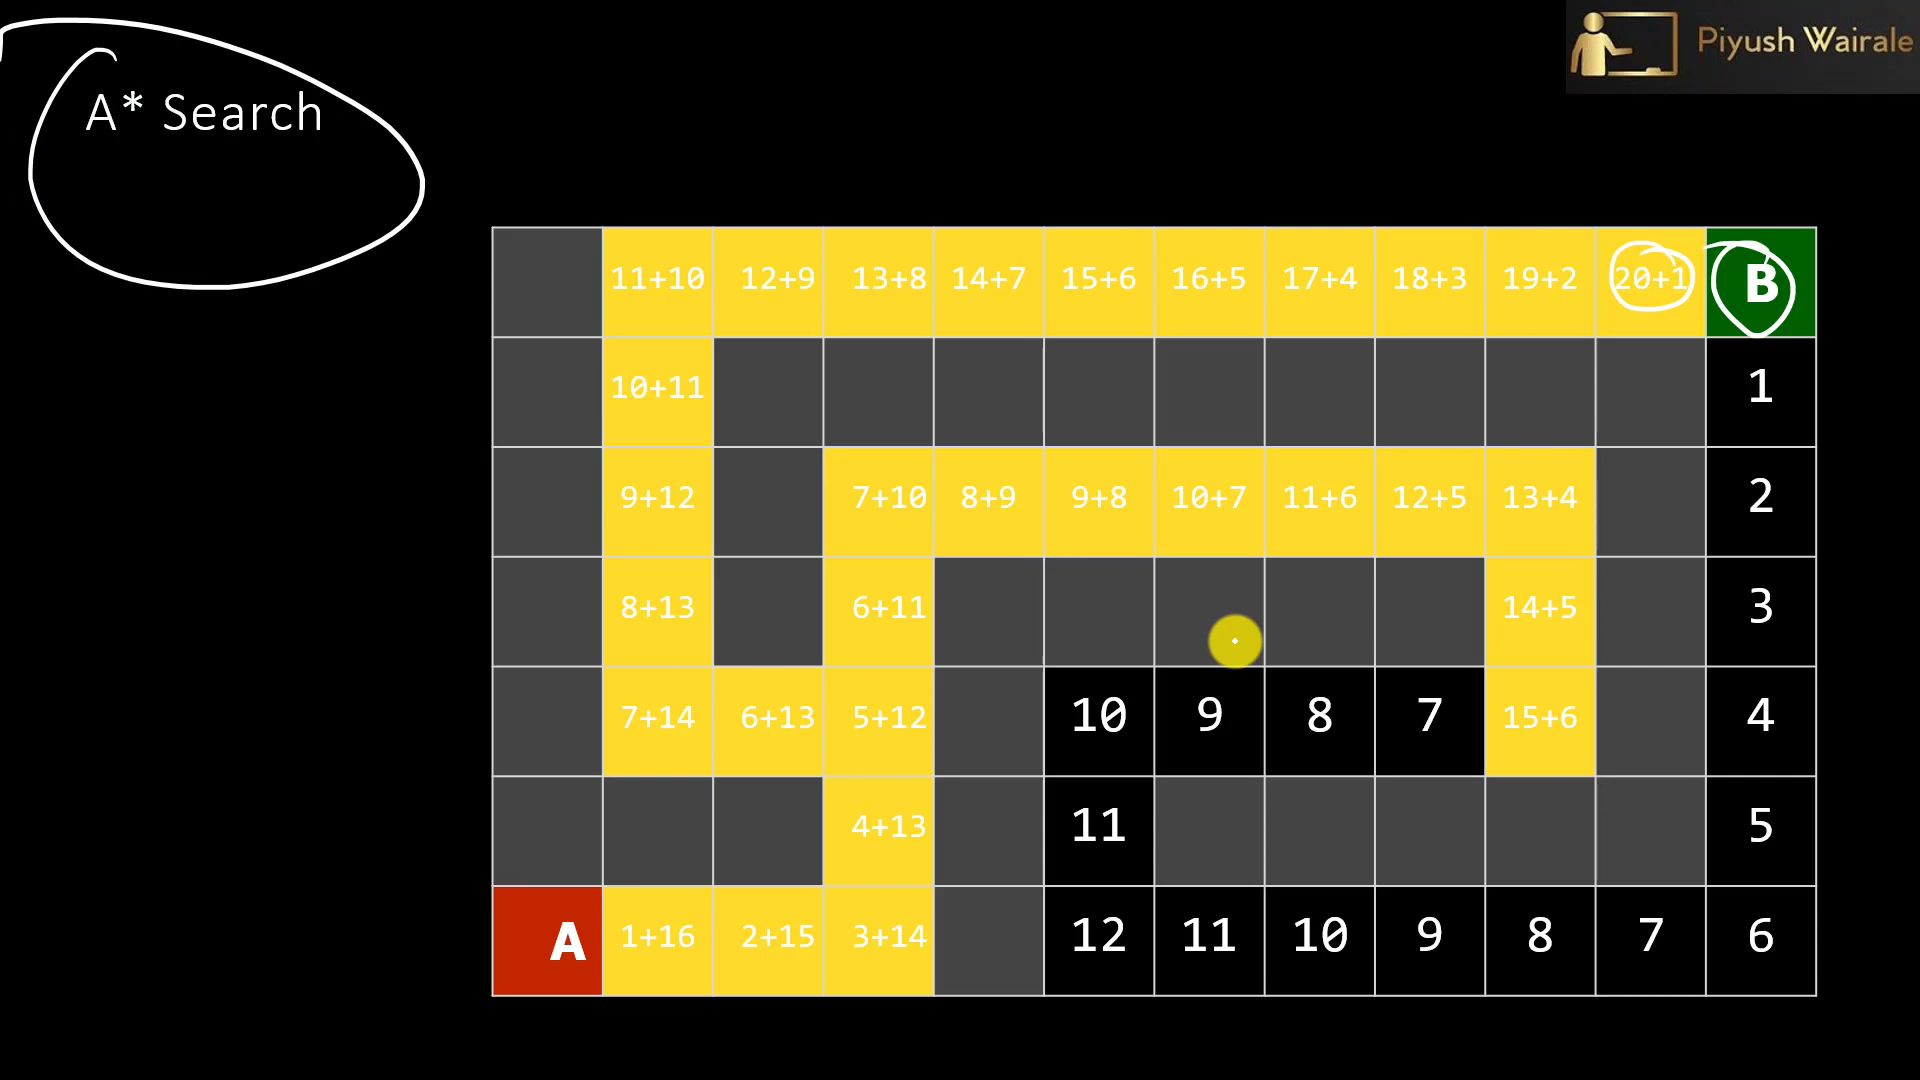 Piyush Wairale
A* Search
11+10 12+9 13+8 14+7 15+6 16+5 17+4 18+3 19+2 20+1 B
10+11 1
9+12 7+10 8+9 9+8 10+7 11+6 12+5 13+4 2
8+13 6+11 14+5 3
7+14 6+13 5+12 10 9 8 7 15+6 4
4+13 11 5
A 1+16 2+15 3+14 12 11 10 9 8 7 6